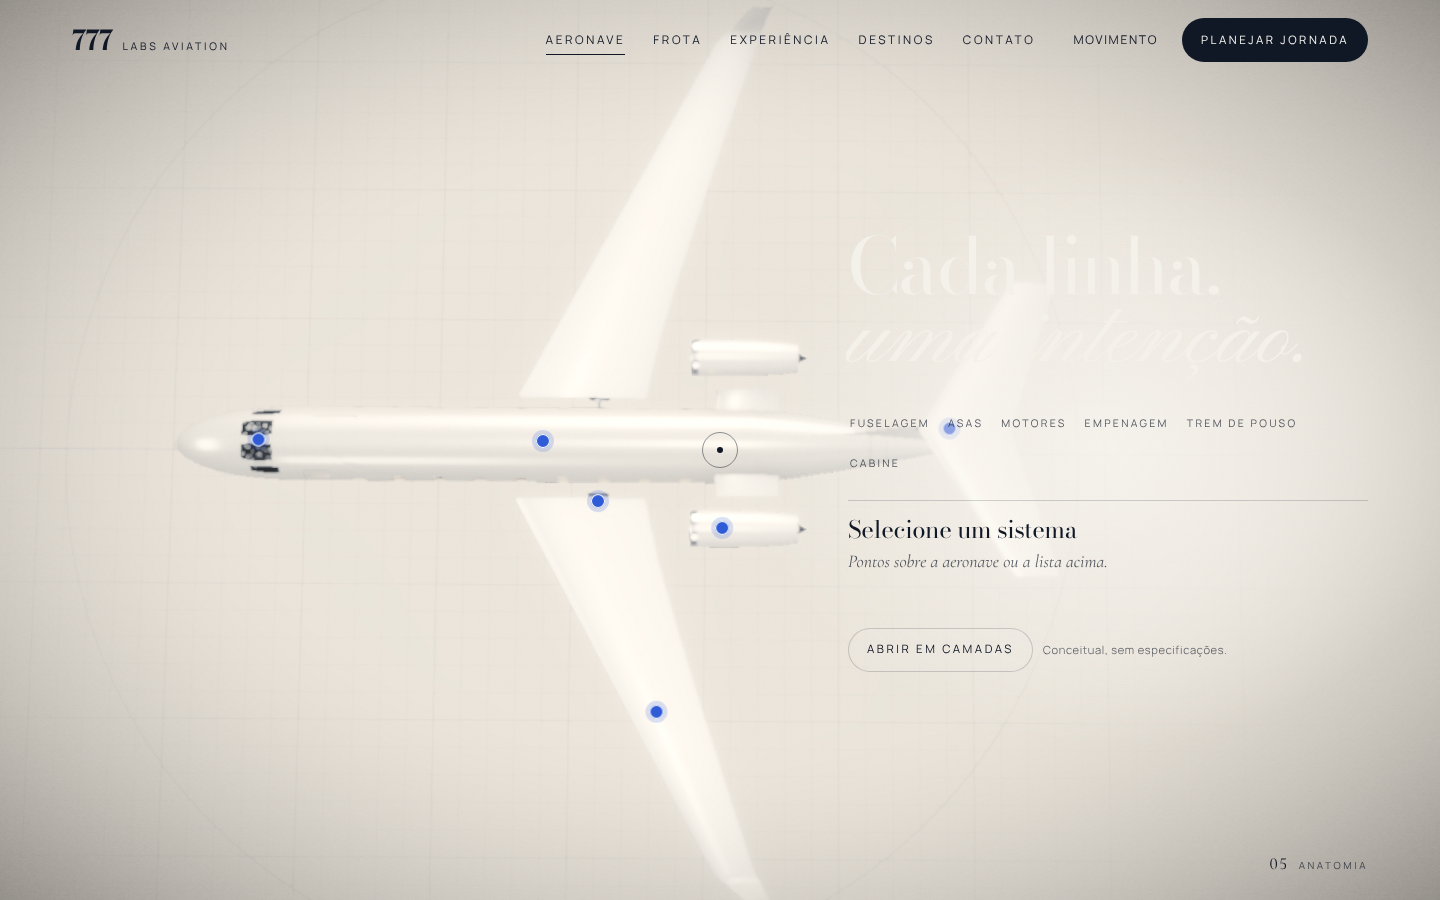 777 LABS AVIATION
AERONAVE FROTA EXPERIÊNCIA DESTINOS CONTATO MOVIMENTO PLANEJAR JORNADA
Cada linha.
uma intenção.
FUSELAGEM ASAS MOTORES EMPENAGEM TREM DE POUSO
CABINE
Selecione um sistema
Pontos sobre a aeronave ou a lista acima.
ABRIR EM CAMADAS Conceitual, sem especificações.
05 ANATOMIA